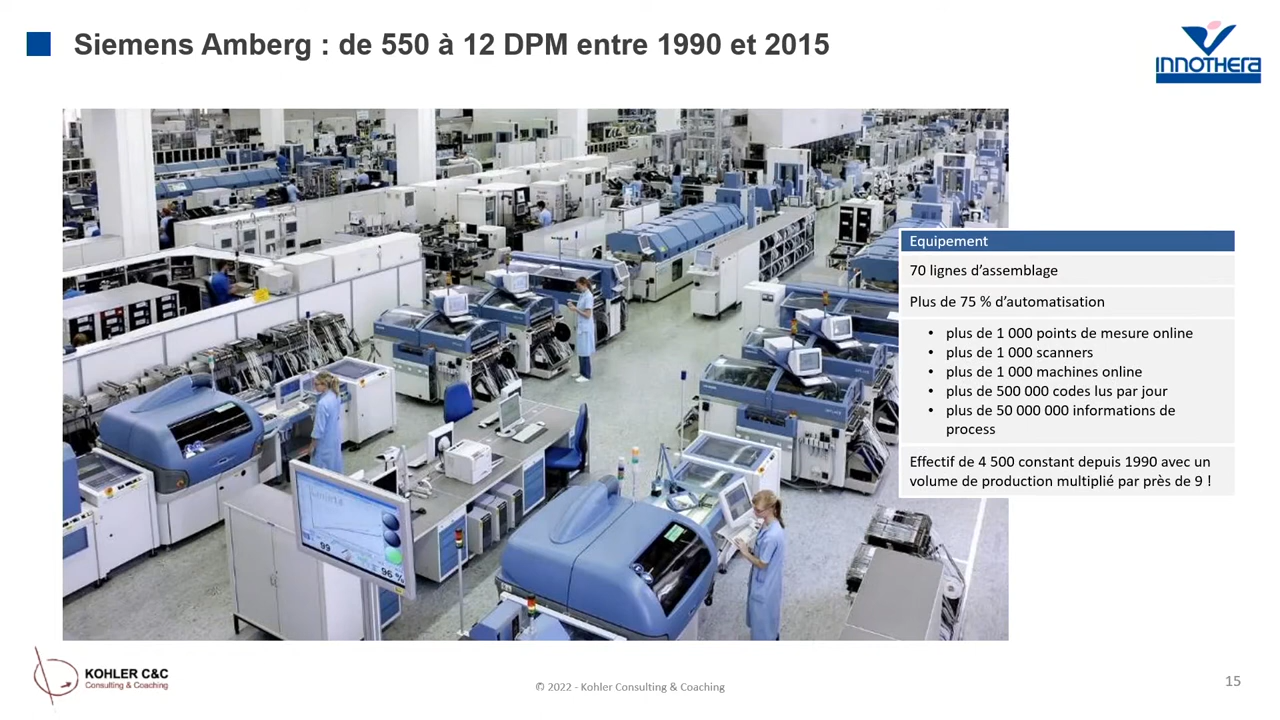 Siemens Amberg : de 550 à 12 DPM entre 1990 et 2015
INNOTHERA
Equipement
70 lignes d’assemblage
Plus de 75 % d’automatisation
• plus de 1 000 points de mesure online
• plus de 1 000 scanners
• plus de 1 000 machines online
• plus de 500 000 codes lus par jour
• plus de 50 000 000 informations de
process
Effectif de 4 500 constant depuis 1990 avec un
volume de production multiplié par près de 9 !
99
96 %
KOHLER C&C
Consulting & Coaching
© 2022 - Kohler Consulting & Coaching
15